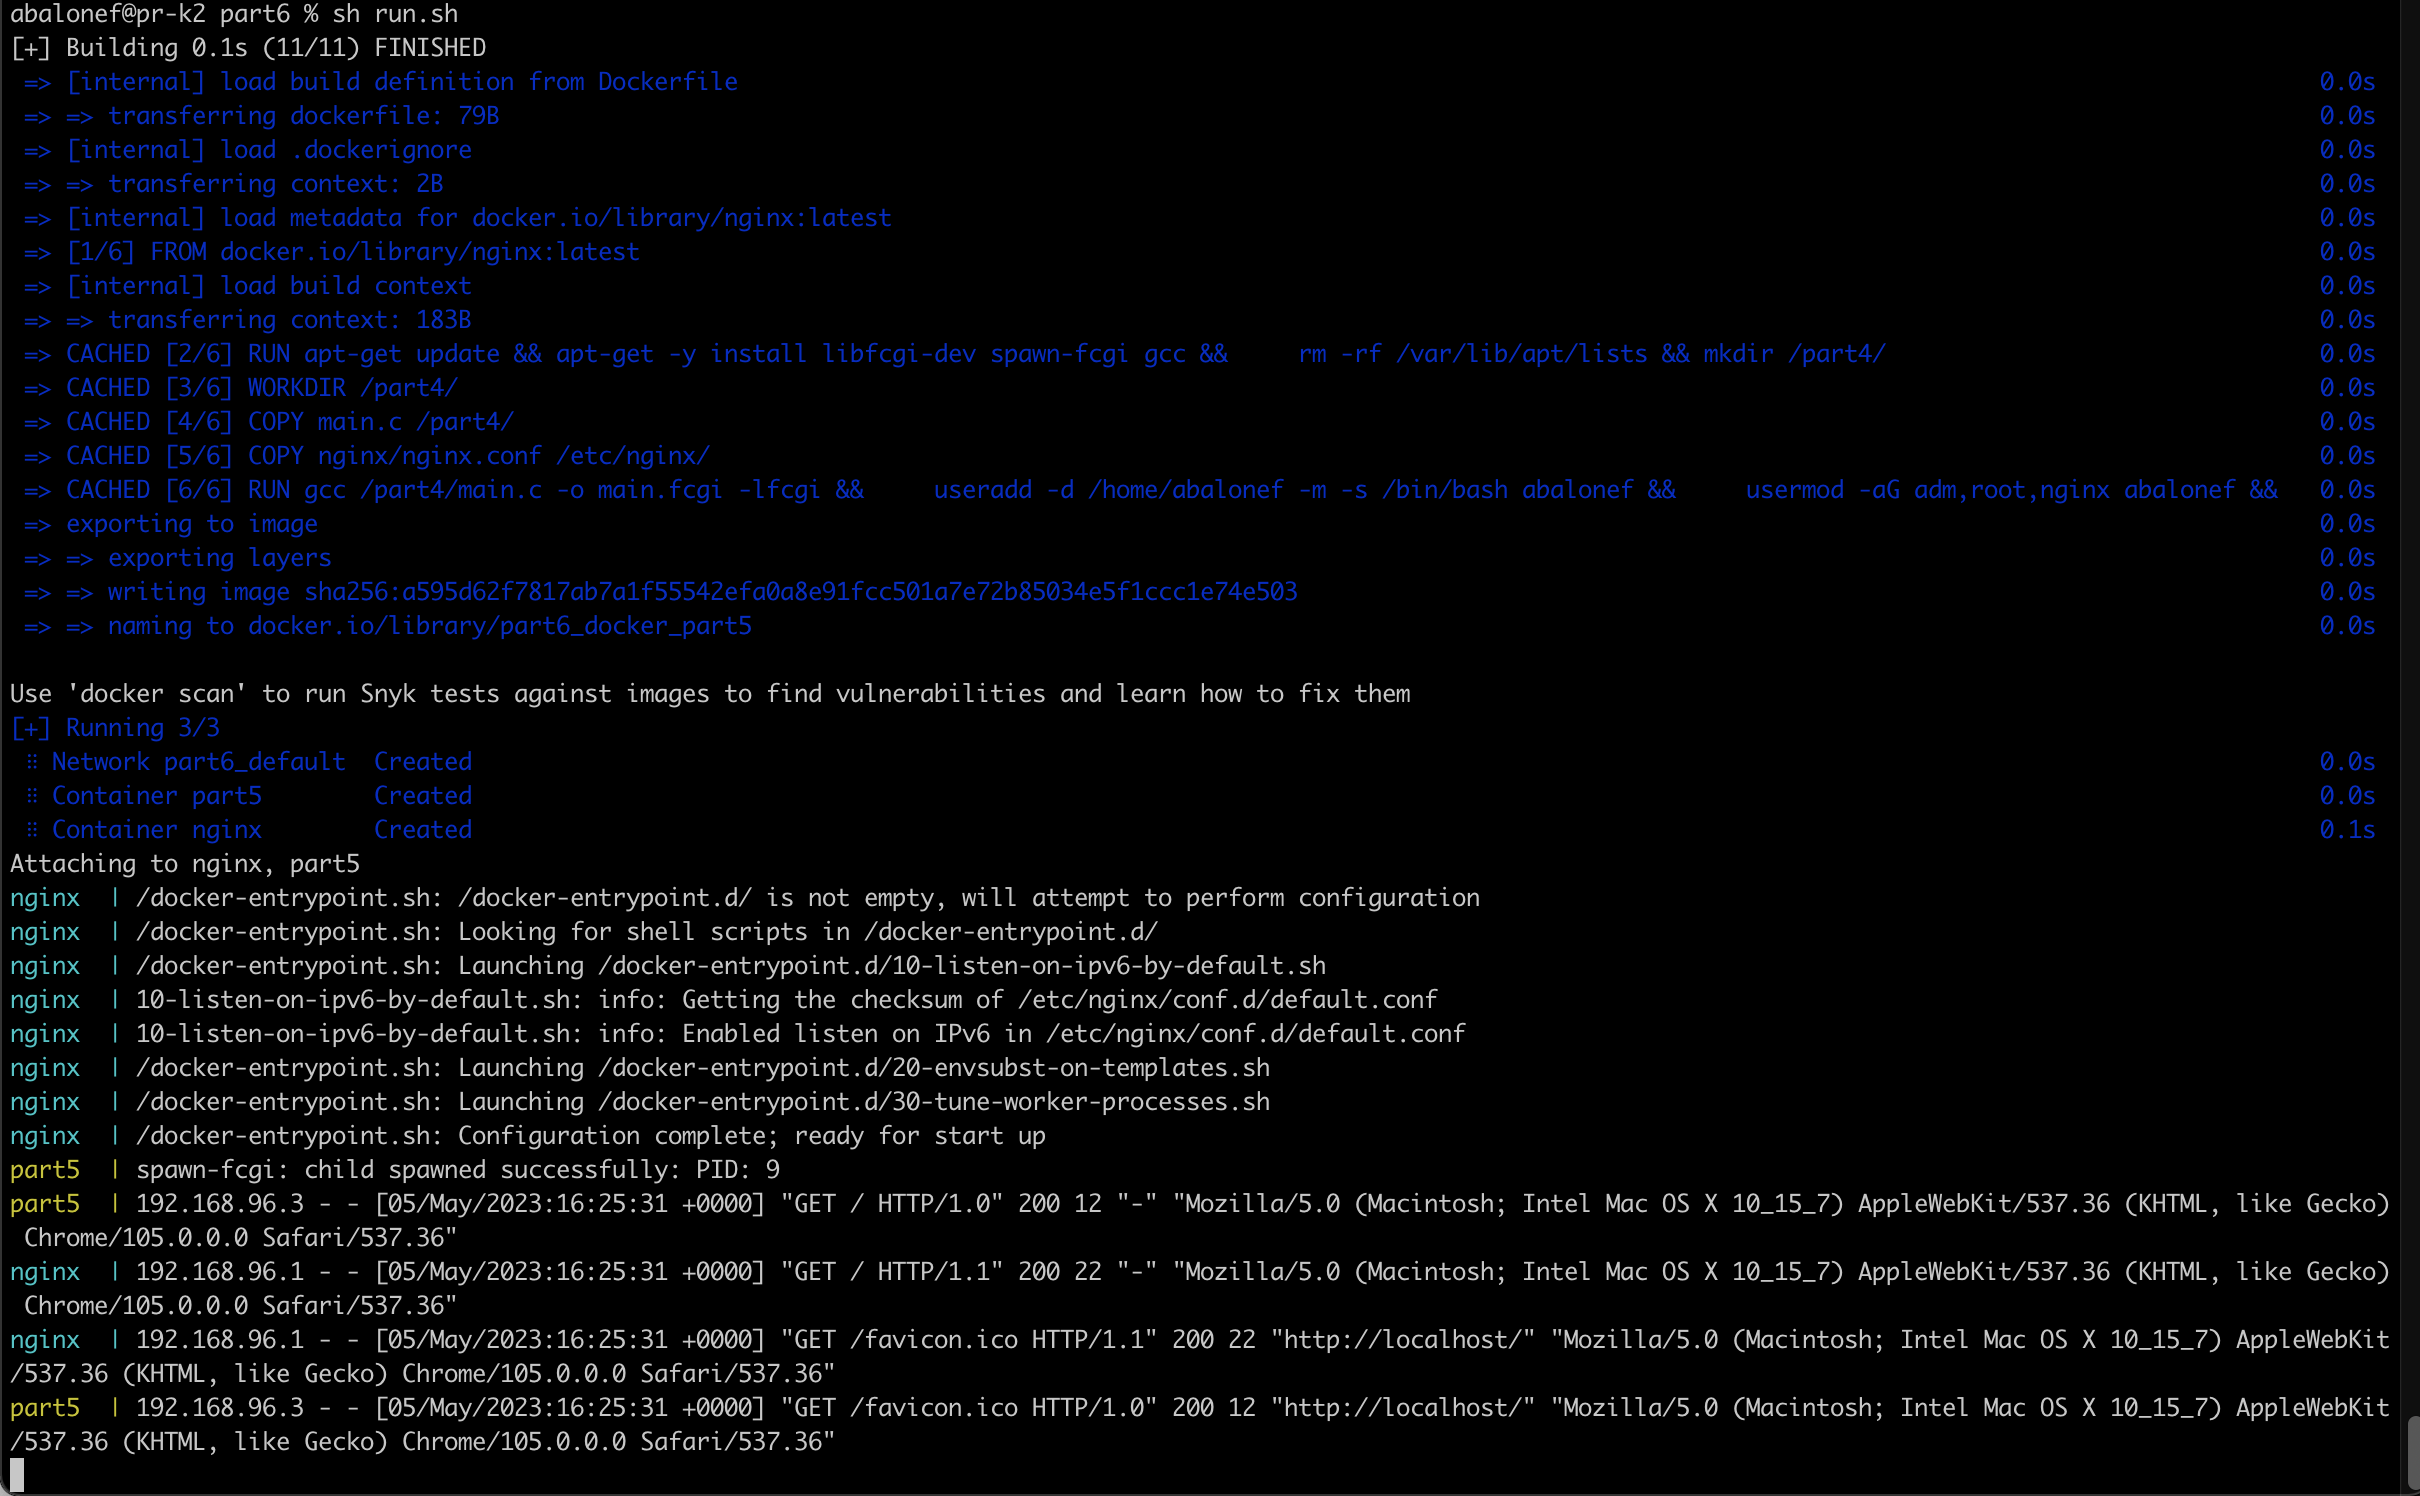 abalonef@pr-k2 part6 % sh run.sh
[+] Building 0.1s (11/11) FINISHED
=> [internal] load build definition from Dockerfile 0.0s
=> => transferring dockerfile: 79B 0.0s
=> [internal] load .dockerignore 0.0s
=> => transferring context: 2B 0.0s
=> [internal] load metadata for docker.io/library/nginx:latest 0.0s
=> [1/6] FROM docker.io/library/nginx:latest 0.0s
=> [internal] load build context 0.0s
=> => transferring context: 183B 0.0s
=> CACHED [2/6] RUN apt-get update && apt-get -y install libfcgi-dev spawn-fcgi gcc &&     rm -rf /var/lib/apt/lists && mkdir /part4/ 0.0s
=> CACHED [3/6] WORKDIR /part4/ 0.0s
=> CACHED [4/6] COPY main.c /part4/ 0.0s
=> CACHED [5/6] COPY nginx/nginx.conf /etc/nginx/ 0.0s
=> CACHED [6/6] RUN gcc /part4/main.c -o main.fcgi -lfcgi &&     useradd -d /home/abalonef -m -s /bin/bash abalonef &&     usermod -aG adm,root,nginx abalonef && 0.0s
=> exporting to image 0.0s
=> => exporting layers 0.0s
=> => writing image sha256:a595d62f7817ab7a1f55542efa0a8e91fcc501a7e72b85034e5f1ccc1e74e503 0.0s
=> => naming to docker.io/library/part6_docker_part5 0.0s
Use 'docker scan' to run Snyk tests against images to find vulnerabilities and learn how to fix them
[+] Running 3/3
⠿ Network part6_default  Created 0.0s
⠿ Container part5        Created 0.0s
⠿ Container nginx        Created 0.1s
Attaching to nginx, part5
nginx  | /docker-entrypoint.sh: /docker-entrypoint.d/ is not empty, will attempt to perform configuration
nginx  | /docker-entrypoint.sh: Looking for shell scripts in /docker-entrypoint.d/
nginx  | /docker-entrypoint.sh: Launching /docker-entrypoint.d/10-listen-on-ipv6-by-default.sh
nginx  | 10-listen-on-ipv6-by-default.sh: info: Getting the checksum of /etc/nginx/conf.d/default.conf
nginx  | 10-listen-on-ipv6-by-default.sh: info: Enabled listen on IPv6 in /etc/nginx/conf.d/default.conf
nginx  | /docker-entrypoint.sh: Launching /docker-entrypoint.d/20-envsubst-on-templates.sh
nginx  | /docker-entrypoint.sh: Launching /docker-entrypoint.d/30-tune-worker-processes.sh
nginx  | /docker-entrypoint.sh: Configuration complete; ready for start up
part5  | spawn-fcgi: child spawned successfully: PID: 9
part5  | 192.168.96.3 - - [05/May/2023:16:25:31 +0000] "GET / HTTP/1.0" 200 12 "-" "Mozilla/5.0 (Macintosh; Intel Mac OS X 10_15_7) AppleWebKit/537.36 (KHTML, like Gecko)
Chrome/105.0.0.0 Safari/537.36"
nginx  | 192.168.96.1 - - [05/May/2023:16:25:31 +0000] "GET / HTTP/1.1" 200 22 "-" "Mozilla/5.0 (Macintosh; Intel Mac OS X 10_15_7) AppleWebKit/537.36 (KHTML, like Gecko)
Chrome/105.0.0.0 Safari/537.36"
nginx  | 192.168.96.1 - - [05/May/2023:16:25:31 +0000] "GET /favicon.ico HTTP/1.1" 200 22 "http://localhost/" "Mozilla/5.0 (Macintosh; Intel Mac OS X 10_15_7) AppleWebKit
/537.36 (KHTML, like Gecko) Chrome/105.0.0.0 Safari/537.36"
part5  | 192.168.96.3 - - [05/May/2023:16:25:31 +0000] "GET /favicon.ico HTTP/1.0" 200 12 "http://localhost/" "Mozilla/5.0 (Macintosh; Intel Mac OS X 10_15_7) AppleWebKit
/537.36 (KHTML, like Gecko) Chrome/105.0.0.0 Safari/537.36"